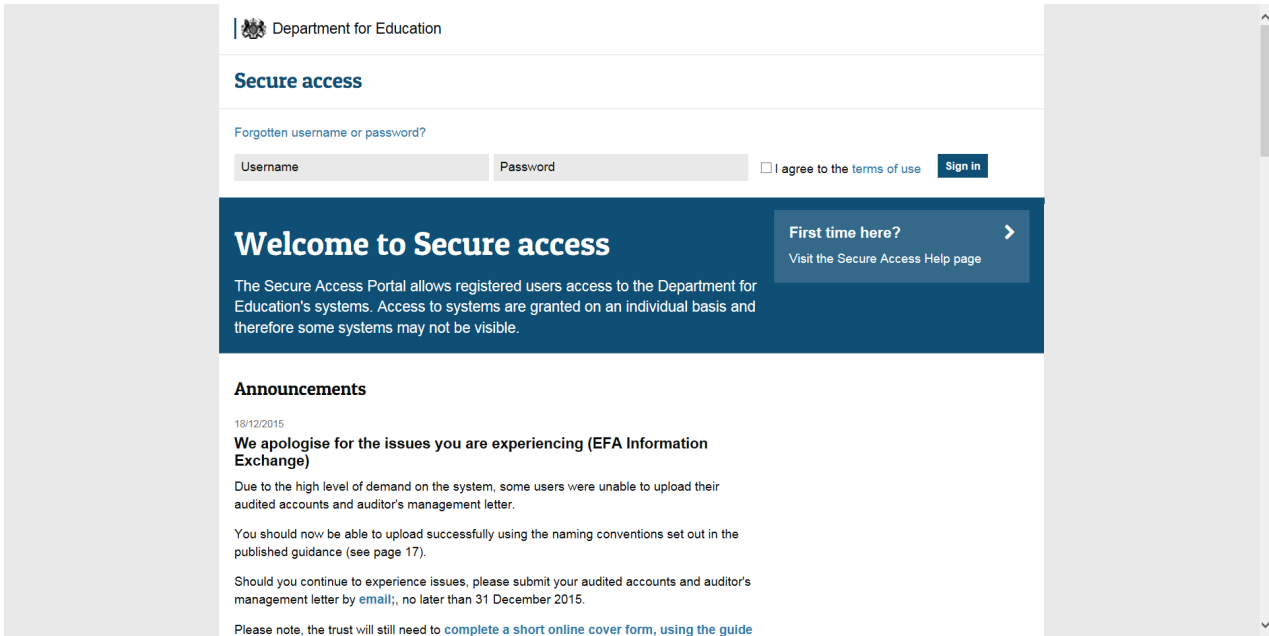 Department for Education
Secure access
Forgotten username or password?
Username Password I agree to the terms of use Sign in
Welcome to Secure access
The Secure Access Portal allows registered users access to the Department for
Education's systems. Access to systems are granted on an individual basis and
therefore some systems may not be visible.
First time here?
Visit the Secure Access Help page
Announcements
18/12/2015
We apologise for the issues you are experiencing (EFA Information
Exchange)
Due to the high level of demand on the system, some users were unable to upload their
audited accounts and auditor's management letter.
You should now be able to upload successfully using the naming conventions set out in the
published guidance (see page 17).
Should you continue to experience issues, please submit your audited accounts and auditor's
management letter by email;, no later than 31 December 2015.
Please note, the trust will still need to complete a short online cover form, using the guide